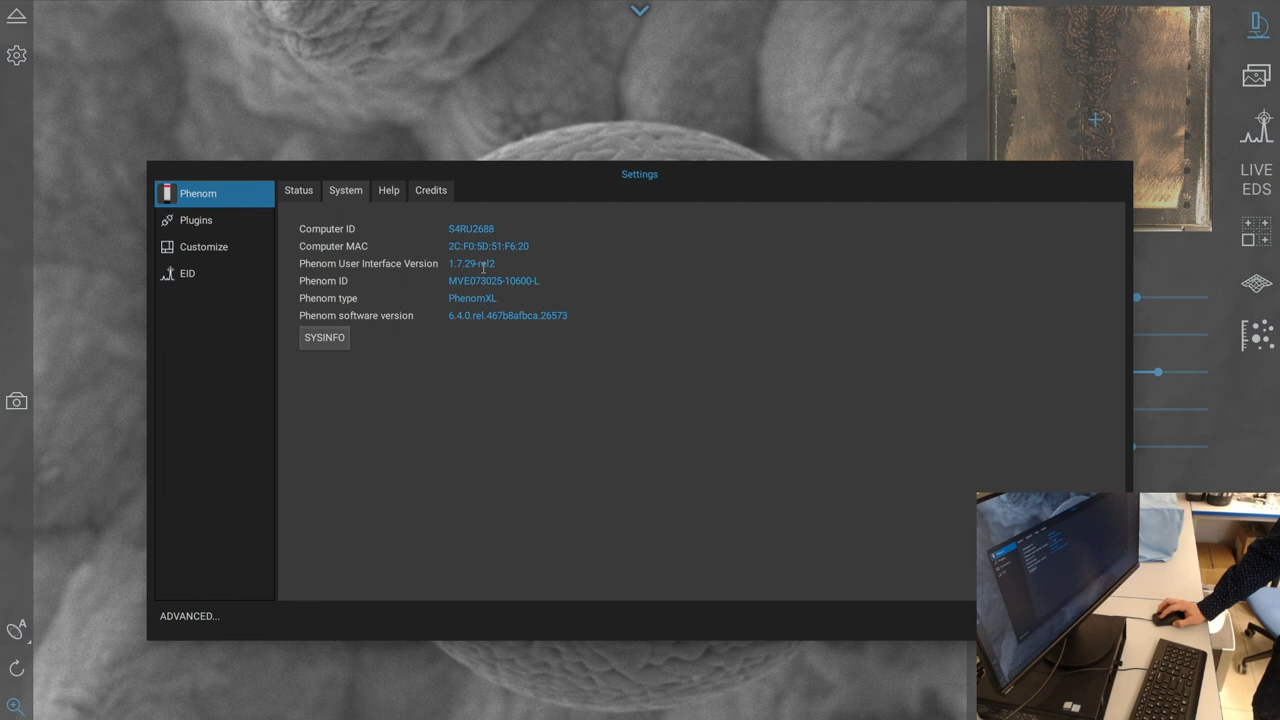 Settings
Phenom
Plugins
Customize
EID
Status System Help Credits
Computer ID S4RU2688
Computer MAC 2C:F0:5D:51:F6:20
Phenom User Interface Version 1.7.29-rel2
Phenom ID MVE073025-10600-L
Phenom type PhenomXL
Phenom software version 6.4.0.rel.467b8afbca.26573
SYSINFO
ADVANCED...
LIVE
EDS
A